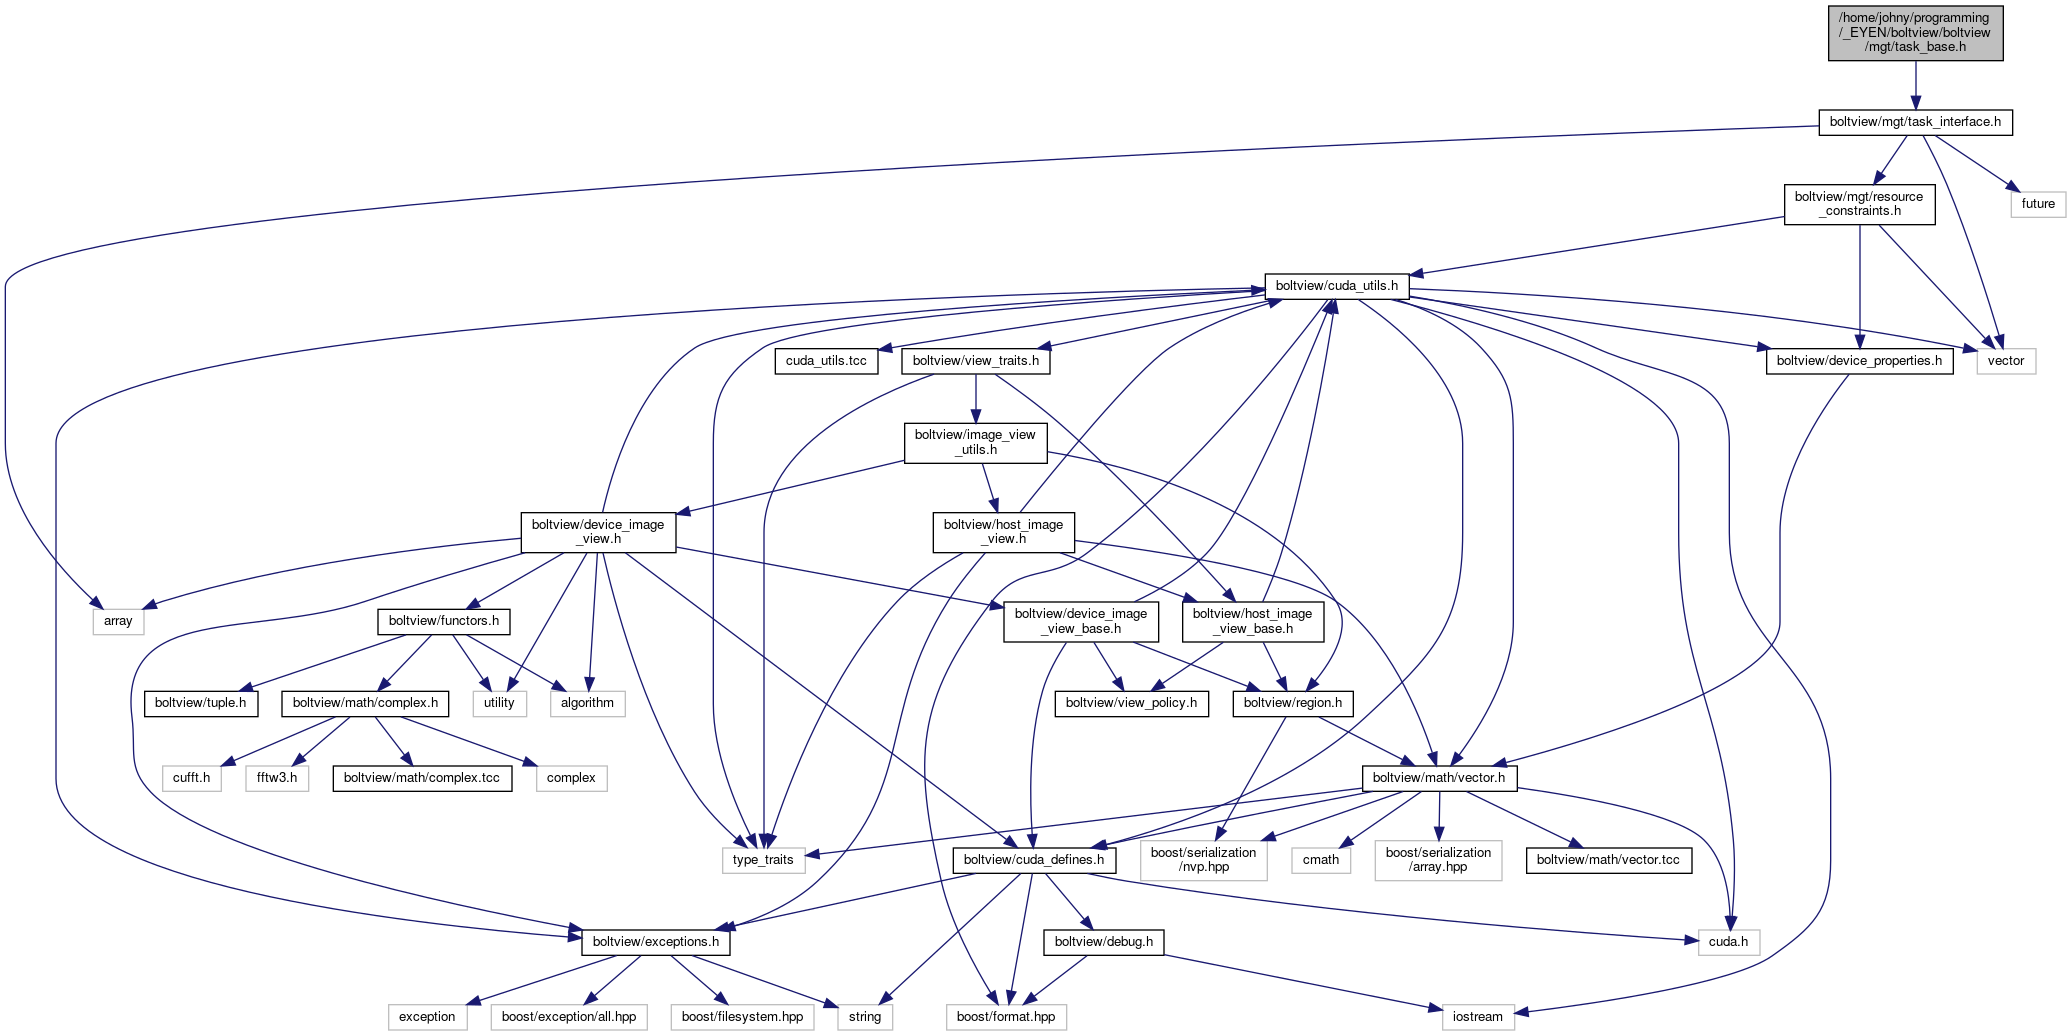 /home/johny/programming
/_EYEN/boltview/boltview
/mgt/task_base.h
boltview/mgt/task_interface.h
boltview/mgt/resource
_constraints.h
future
boltview/cuda_utils.h
cuda_utils.tcc
boltview/view_traits.h
boltview/device_properties.h
vector
boltview/image_view
_utils.h
boltview/device_image
_view.h
boltview/host_image
_view.h
array
boltview/functors.h
boltview/device_image
_view_base.h
boltview/host_image
_view_base.h
boltview/tuple.h
boltview/math/complex.h
utility
algorithm
boltview/view_policy.h
boltview/region.h
cufft.h
fftw3.h
boltview/math/complex.tcc
complex
boltview/math/vector.h
type_traits
boltview/cuda_defines.h
boost/serialization
/nvp.hpp
cmath
boost/serialization
/array.hpp
boltview/math/vector.tcc
boltview/exceptions.h
boltview/debug.h
cuda.h
exception
boost/exception/all.hpp
boost/filesystem.hpp
string
boost/format.hpp
iostream